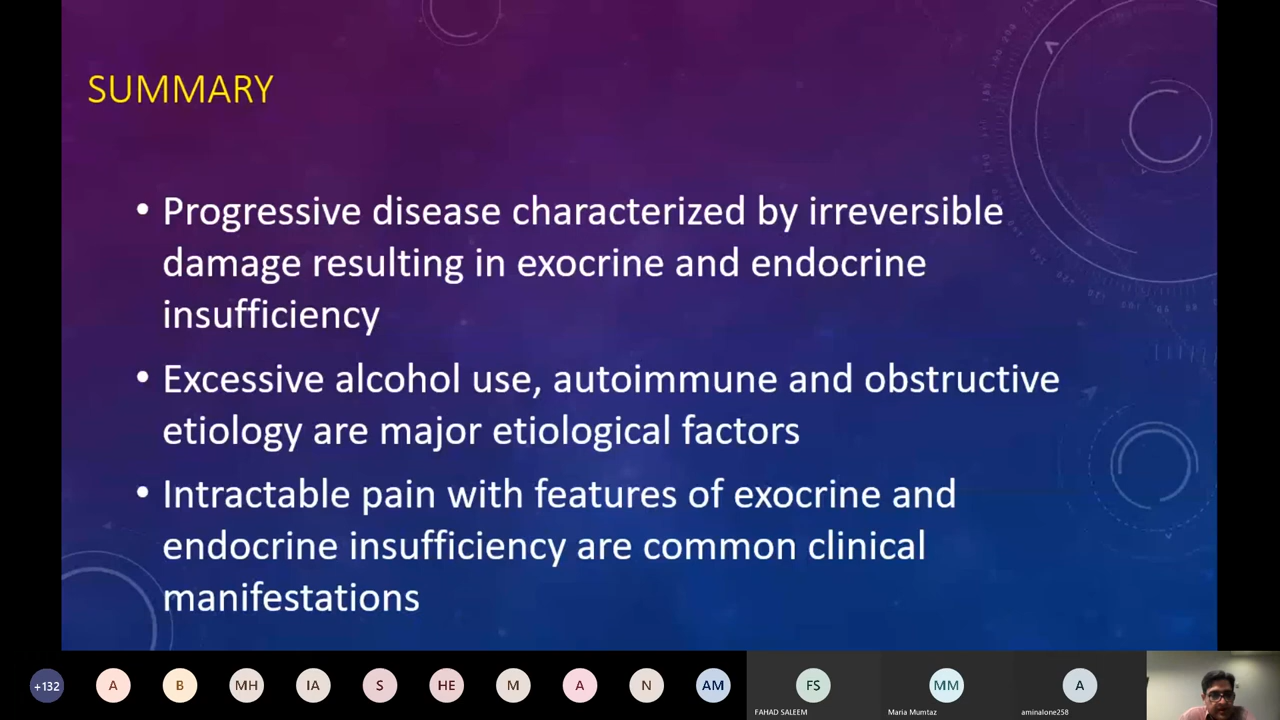 SUMMARY
• Progressive disease characterized by irreversible
damage resulting in exocrine and endocrine
insufficiency
• Excessive alcohol use, autoimmune and obstructive
etiology are major etiological factors
• Intractable pain with features of exocrine and
endocrine insufficiency are common clinical
manifestations
+132 A B MH IA S HE M A N AM FS MM A
FAHAD SALEEM Maria Mumtaz aminalone258